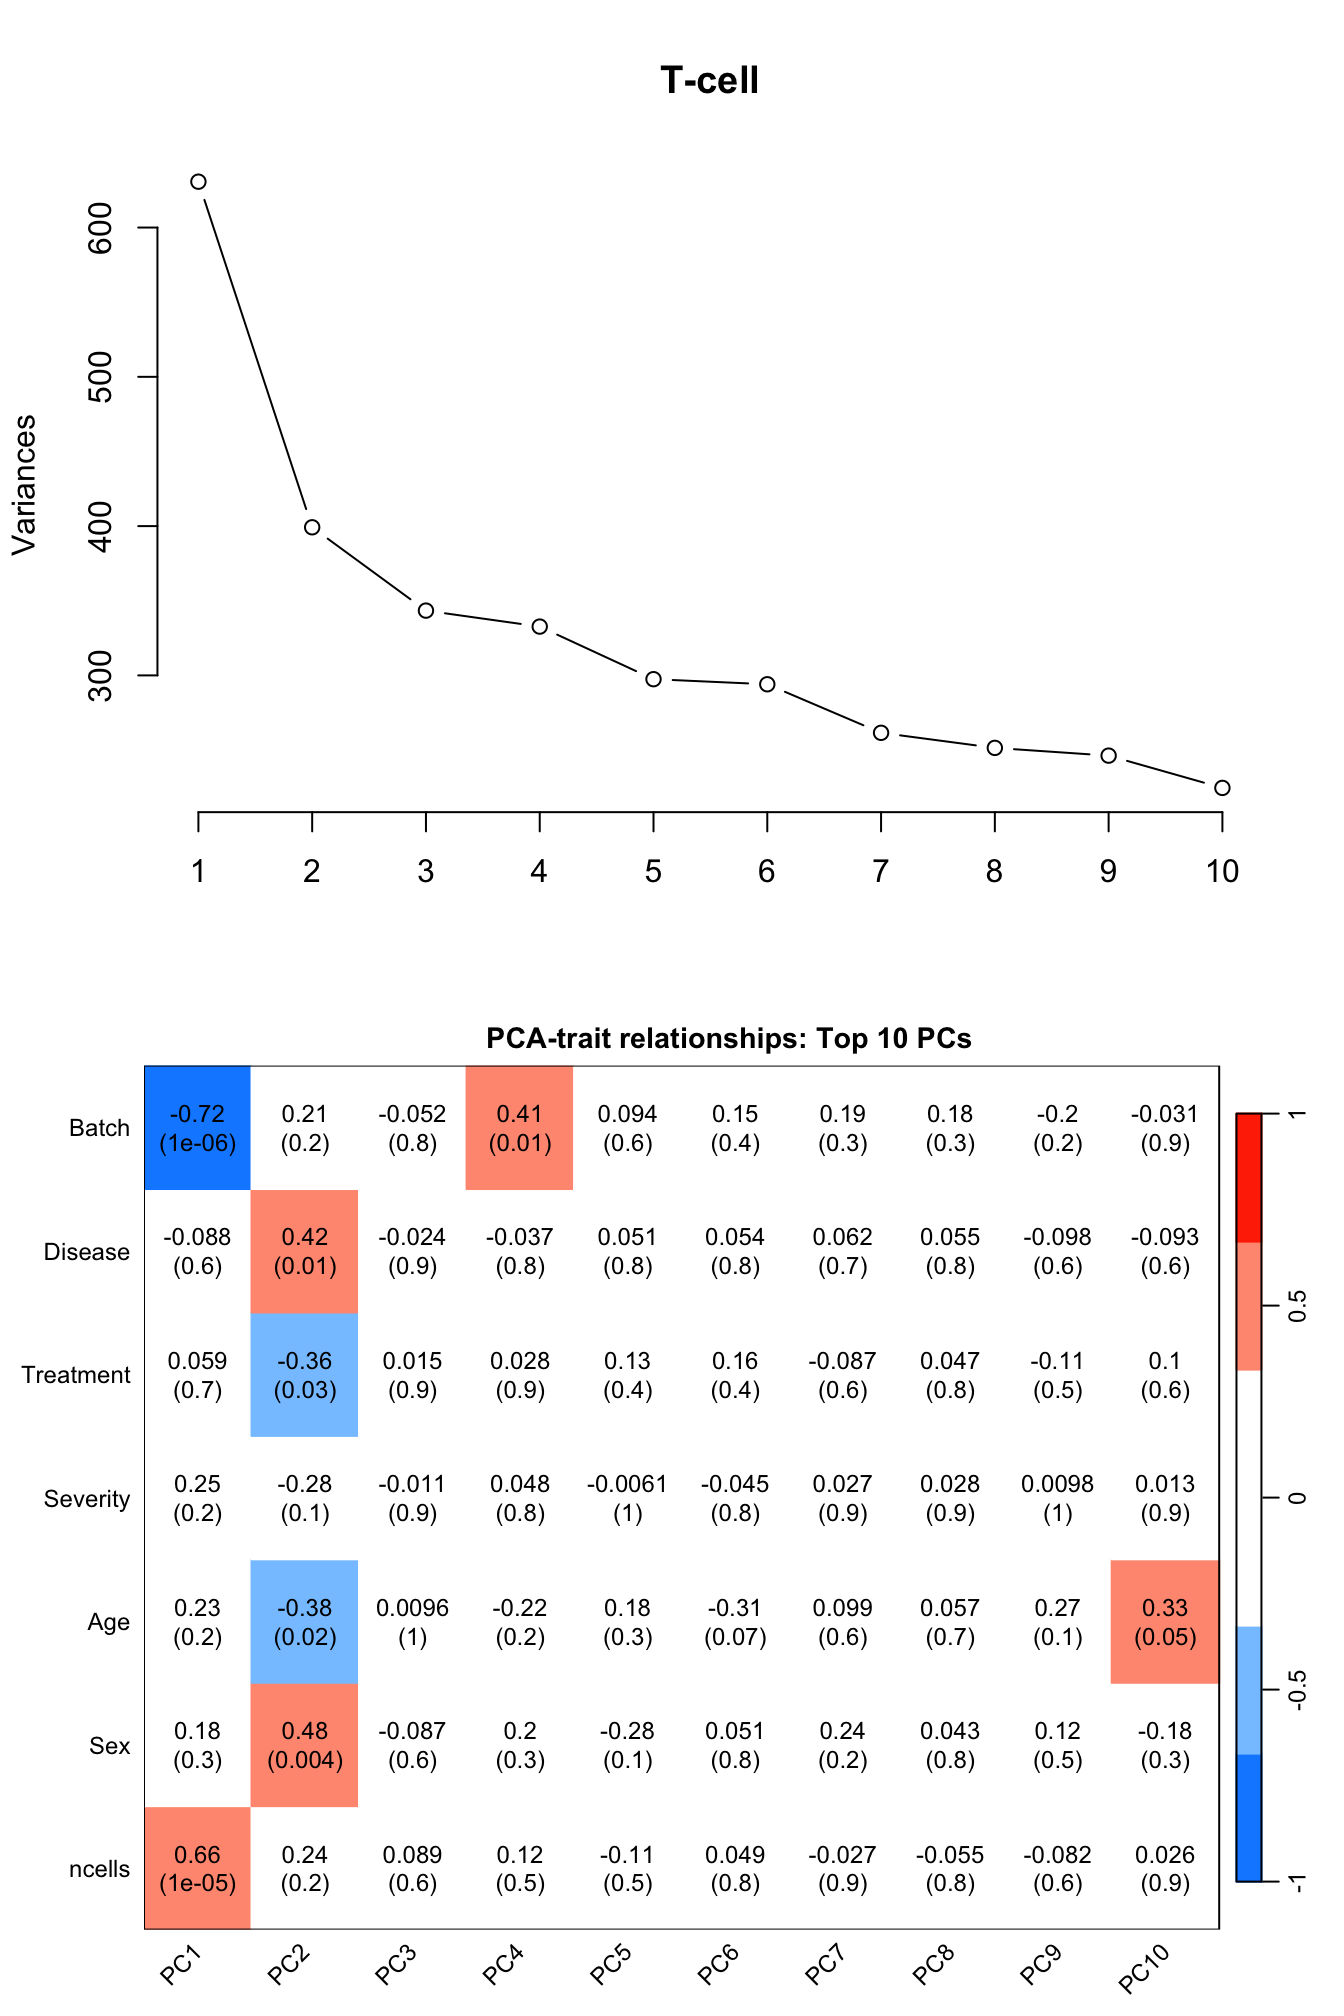 T-cell
Variances
600
500
400
300
1 2 3 4 5 6 7 8 9 10
PCA-trait relationships: Top 10 PCs
Batch -0.72 0.21 -0.052 0.41 0.094 0.15 0.19 0.18 -0.2 -0.031
(1e-06) (0.2) (0.8) (0.01) (0.6) (0.4) (0.3) (0.3) (0.2) (0.9)
Disease -0.088 0.42 -0.024 -0.037 0.051 0.054 0.062 0.055 -0.098 -0.093
(0.6) (0.01) (0.9) (0.8) (0.8) (0.8) (0.7) (0.8) (0.6) (0.6)
Treatment 0.059 -0.36 0.015 0.028 0.13 0.16 -0.087 0.047 -0.11 0.1
(0.7) (0.03) (0.9) (0.9) (0.4) (0.4) (0.6) (0.8) (0.5) (0.6)
Severity 0.25 -0.28 -0.011 0.048 -0.0061 -0.045 0.027 0.028 0.0098 0.013
(0.2) (0.1) (0.9) (0.8) (1) (0.8) (0.9) (0.9) (1) (0.9)
Age 0.23 -0.38 0.0096 -0.22 0.18 -0.31 0.099 0.057 0.27 0.33
(0.2) (0.02) (1) (0.2) (0.3) (0.07) (0.6) (0.7) (0.1) (0.05)
Sex 0.18 0.48 -0.087 0.2 -0.28 0.051 0.24 0.043 0.12 -0.18
(0.3) (0.004) (0.6) (0.3) (0.1) (0.8) (0.2) (0.8) (0.5) (0.3)
ncells 0.66 0.24 0.089 0.12 -0.11 0.049 -0.027 -0.055 -0.082 0.026
(1e-05) (0.2) (0.6) (0.5) (0.5) (0.8) (0.9) (0.8) (0.6) (0.9)
PC1 PC2 PC3 PC4 PC5 PC6 PC7 PC8 PC9 PC10
1
0.5
0
-0.5
-1